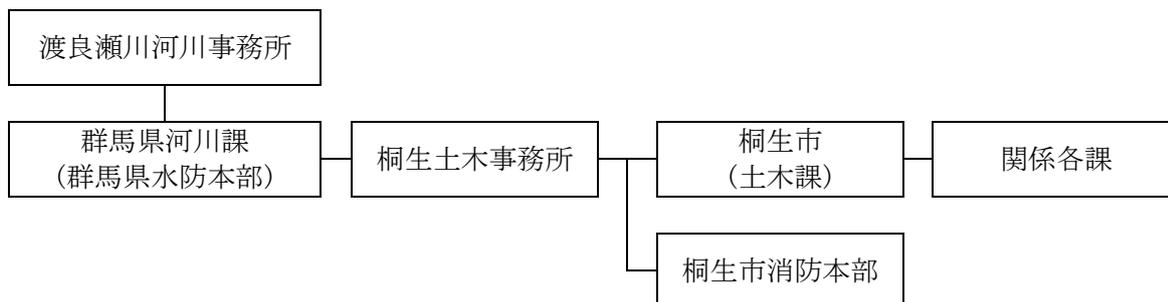 渡良瀬川河川事務所
群馬県河川課
（群馬県水防本部）
桐生土木事務所
桐生市
（土木課）
関係各課
桐生市消防本部